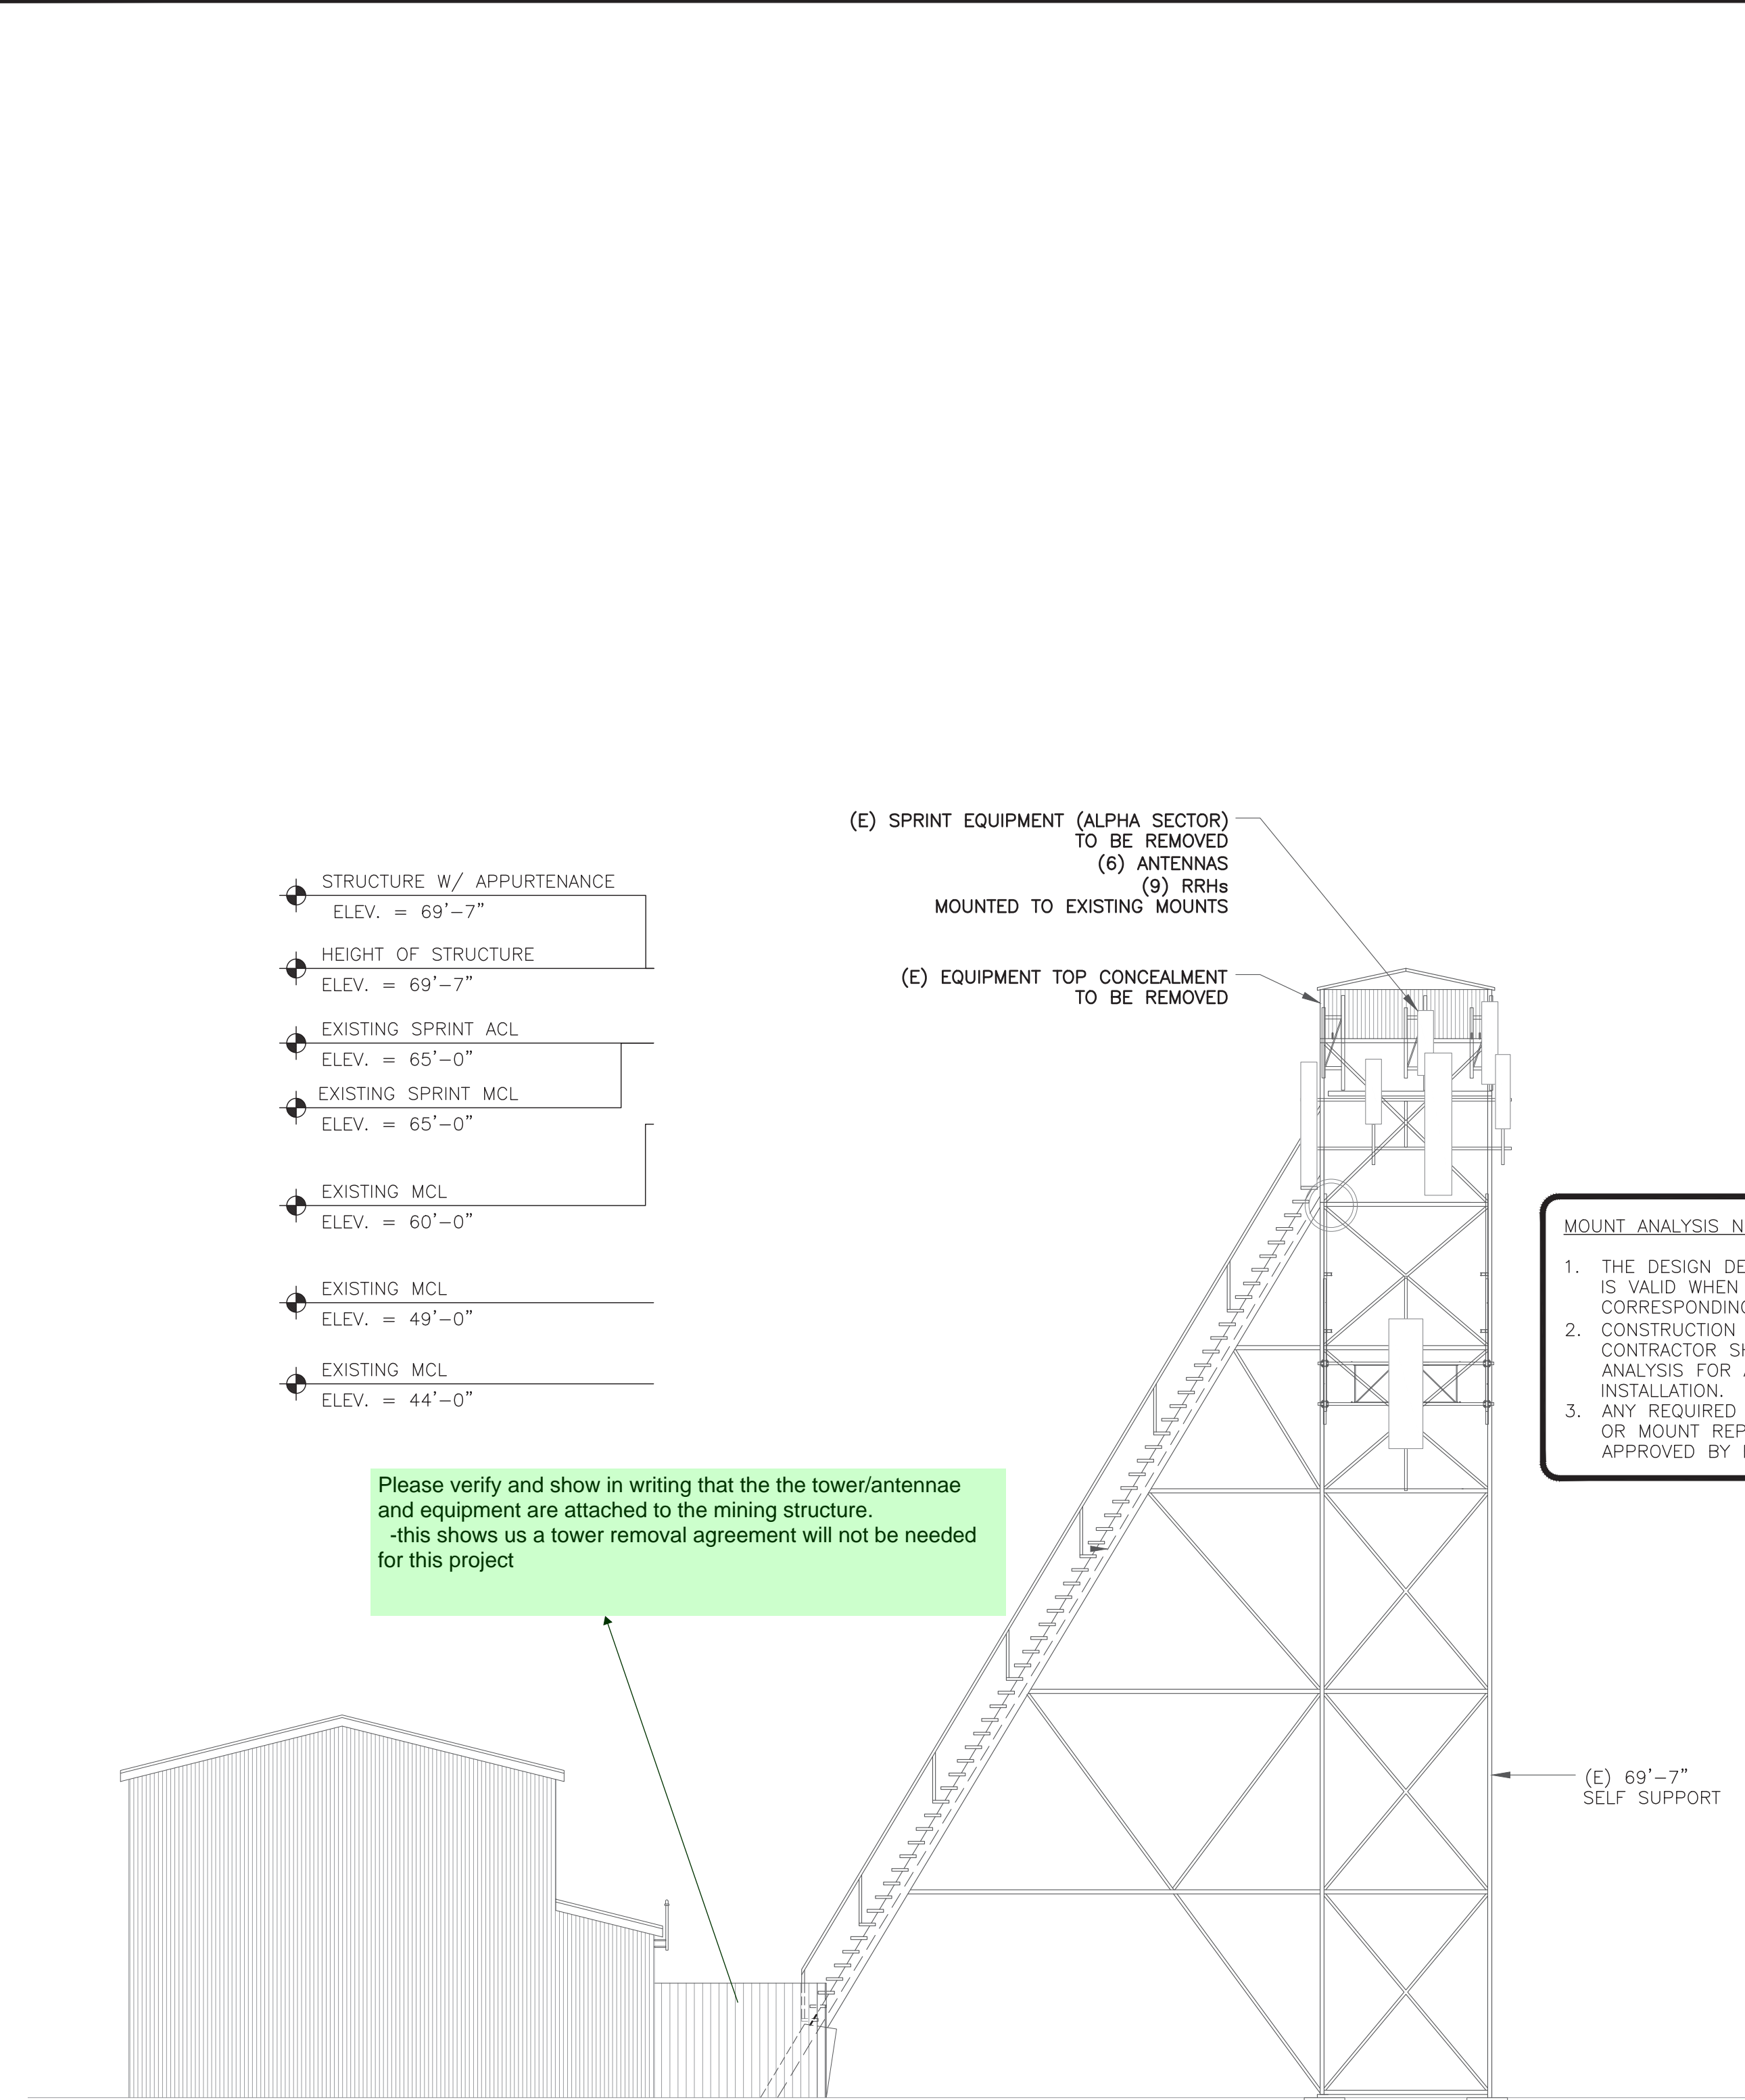 (E) SPRINT EQUIPMENT (ALPHA SECTOR)
TO BE REMOVED
(6) ANTENNAS
(9) RRHs
MOUNTED TO EXISTING MOUNTS
(E) EQUIPMENT TOP CONCEALMENT
TO BE REMOVED
STRUCTURE W/ APPURTENANCE
ELEV. = 69'-7"
HEIGHT OF STRUCTURE
ELEV. = 69'-7"
EXISTING SPRINT ACL
ELEV. = 65'-0"
EXISTING SPRINT MCL
ELEV. = 65'-0"
EXISTING MCL
ELEV. = 60'-0"
EXISTING MCL
ELEV. = 49'-0"
EXISTING MCL
ELEV. = 44'-0"
MOUNT ANALYSIS N
1. THE DESIGN DE
IS VALID WHEN
CORRESPONDING
2. CONSTRUCTION
CONTRACTOR SH
ANALYSIS FOR A
INSTALLATION.
3. ANY REQUIRED
OR MOUNT REP
APPROVED BY
Please verify and show in writing that the the tower/antennae
and equipment are attached to the mining structure.
-this shows us a tower removal agreement will not be needed
for this project
(E) 69'-7"
SELF SUPPORT